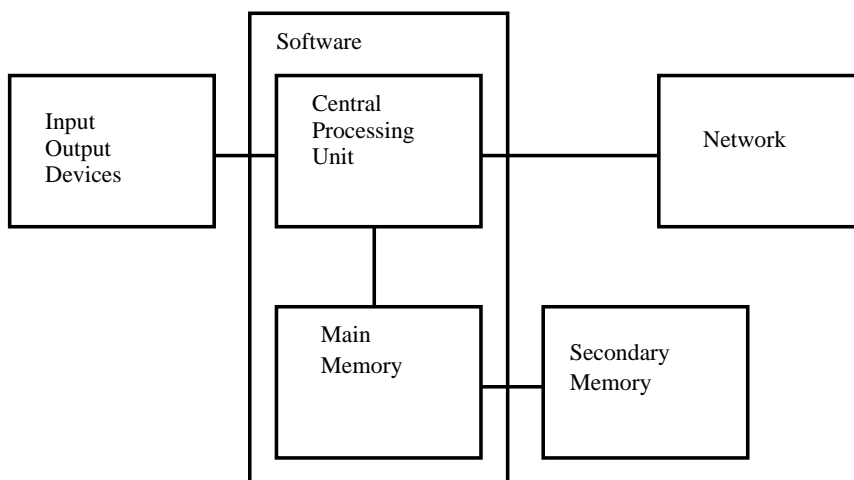 Software
Input
Output
Devices
Central
Processing
Unit
Network
Main
Memory
Secondary
Memory